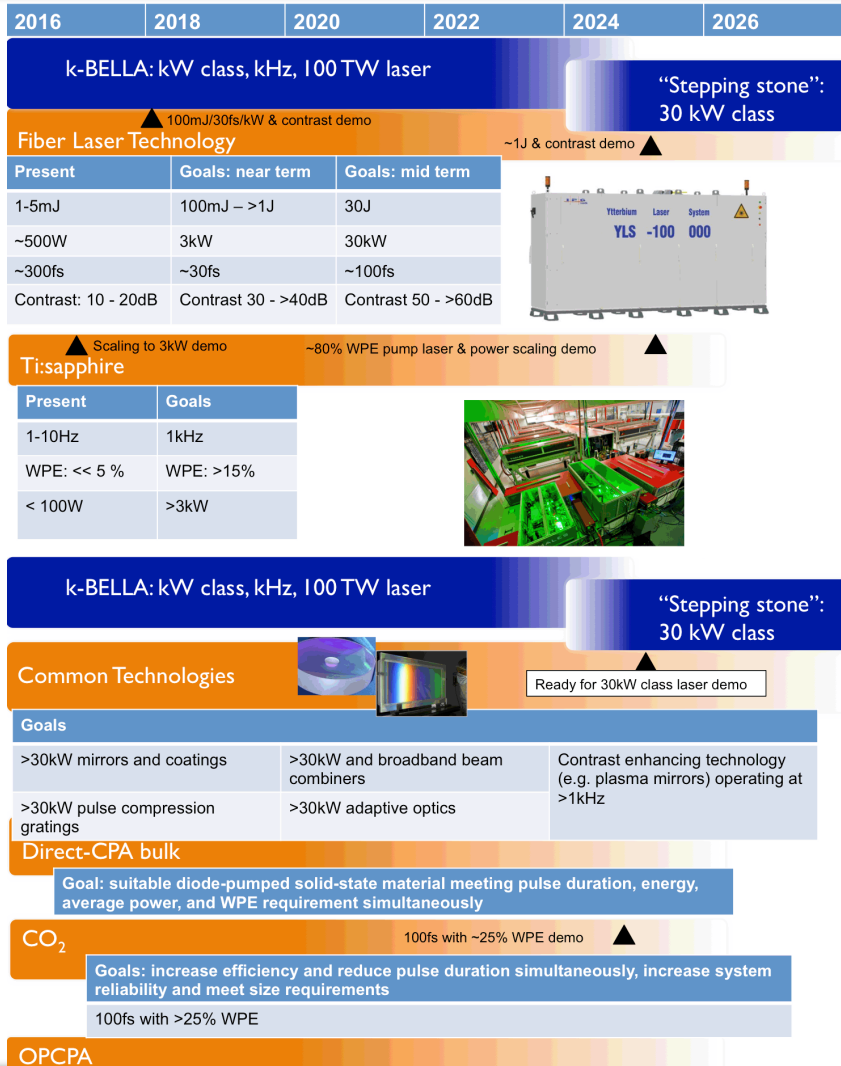 2016 2018 2020 2022 2024 2026
k-BELLA: kW class, kHz, 100 TW laser
“Stepping stone”:
30 kW class
100mJ/30fs/kW & contrast demo
Fiber Laser Technology
~1J & contrast demo
Present Goals: near term Goals: mid term
1-5mJ 100mJ – >1J 30J
~500W 3kW 30kW
~300fs ~30fs ~100fs
Contrast: 10 - 20dB Contrast 30 - >40dB Contrast 50 - >60dB
Ytterbium Laser System
YLS -100 000
Scaling to 3kW demo
~80% WPE pump laser & power scaling demo
Ti:sapphire
Present Goals
1-10Hz 1kHz
WPE: << 5 % WPE: >15%
< 100W >3kW
k-BELLA: kW class, kHz, 100 TW laser
“Stepping stone”:
30 kW class
Common Technologies
Ready for 30kW class laser demo
Goals
>30kW mirrors and coatings
>30kW and broadband beam
combiners
Contrast enhancing technology
(e.g. plasma mirrors) operating at
>1kHz
>30kW pulse compression
gratings
>30kW adaptive optics
Direct-CPA bulk
Goal: suitable diode-pumped solid-state material meeting pulse duration, energy,
average power, and WPE requirement simultaneously
CO2
100fs with ~25% WPE demo
Goals: increase efficiency and reduce pulse duration simultaneously, increase system
reliability and meet size requirements
100fs with >25% WPE
OPCPA